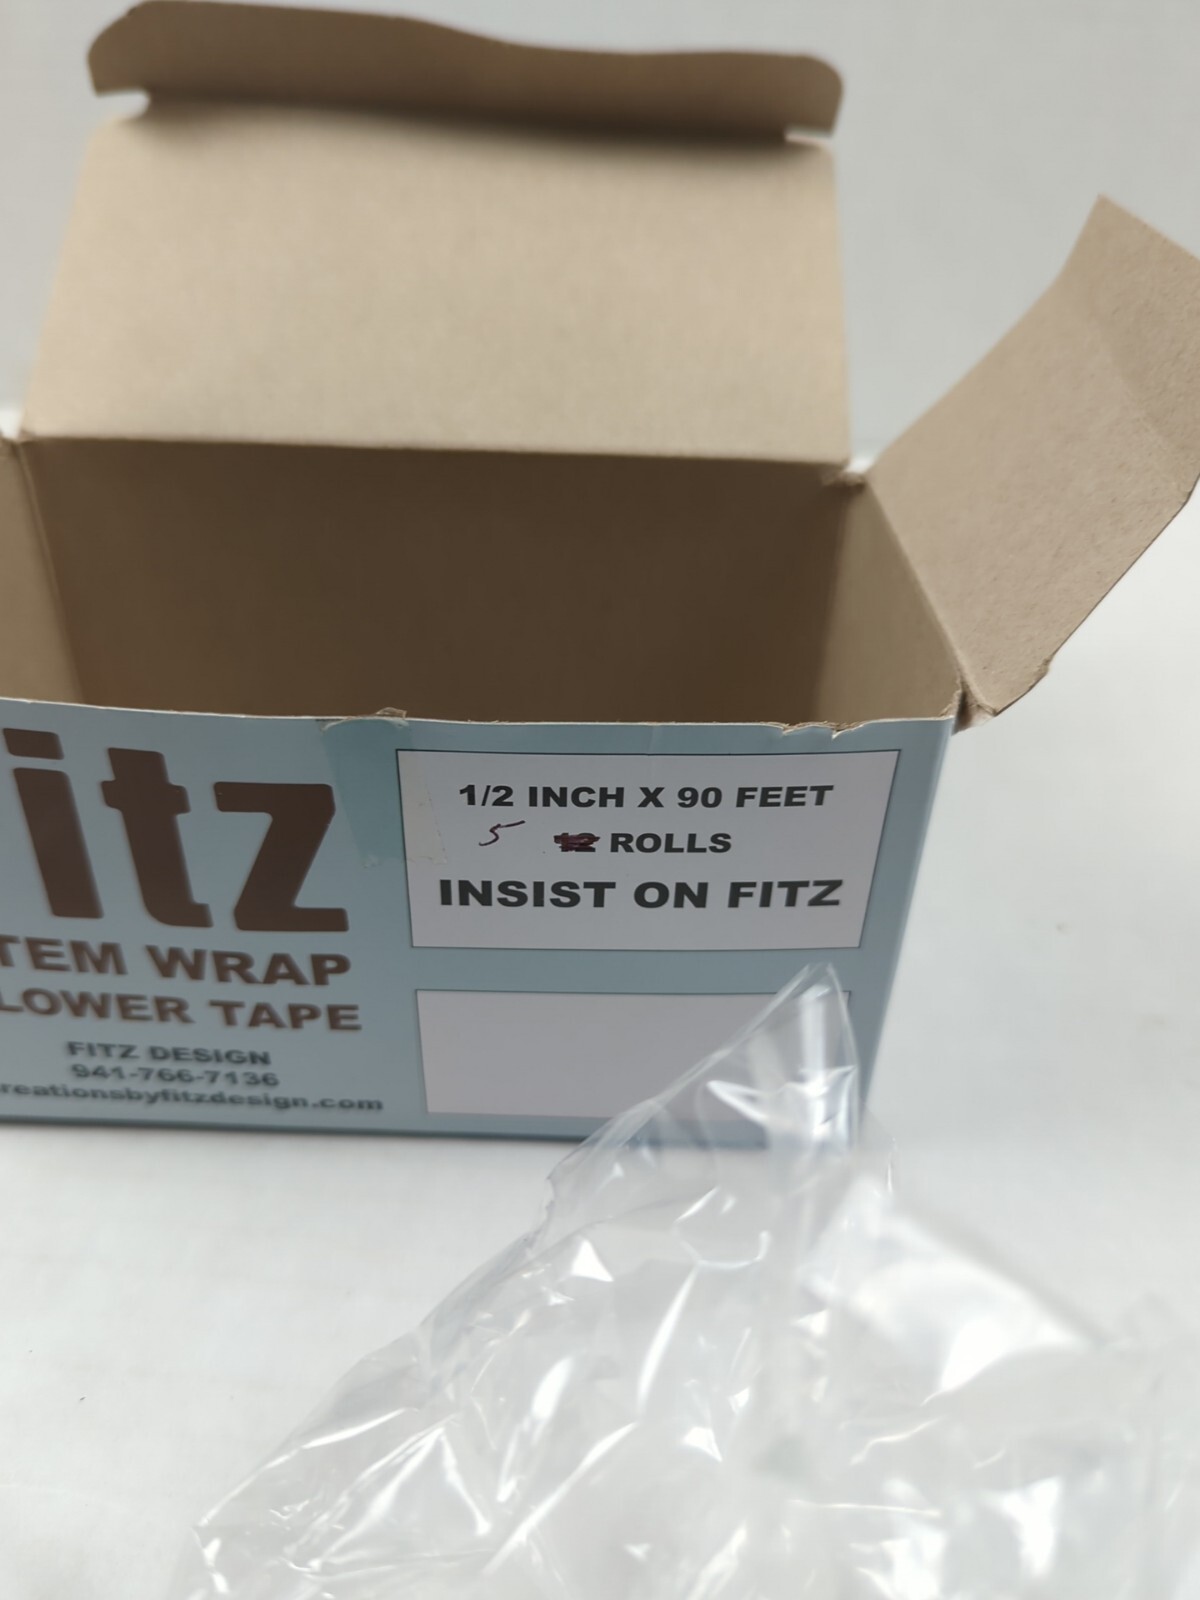 itz
TEM WRAP
LOWER TAPE
FITZ DESIGN
941-766-7136
reationsbyfitzdesign.com
1/2 INCH X 90 FEET
5 12 ROLLS
INSIST ON FITZ